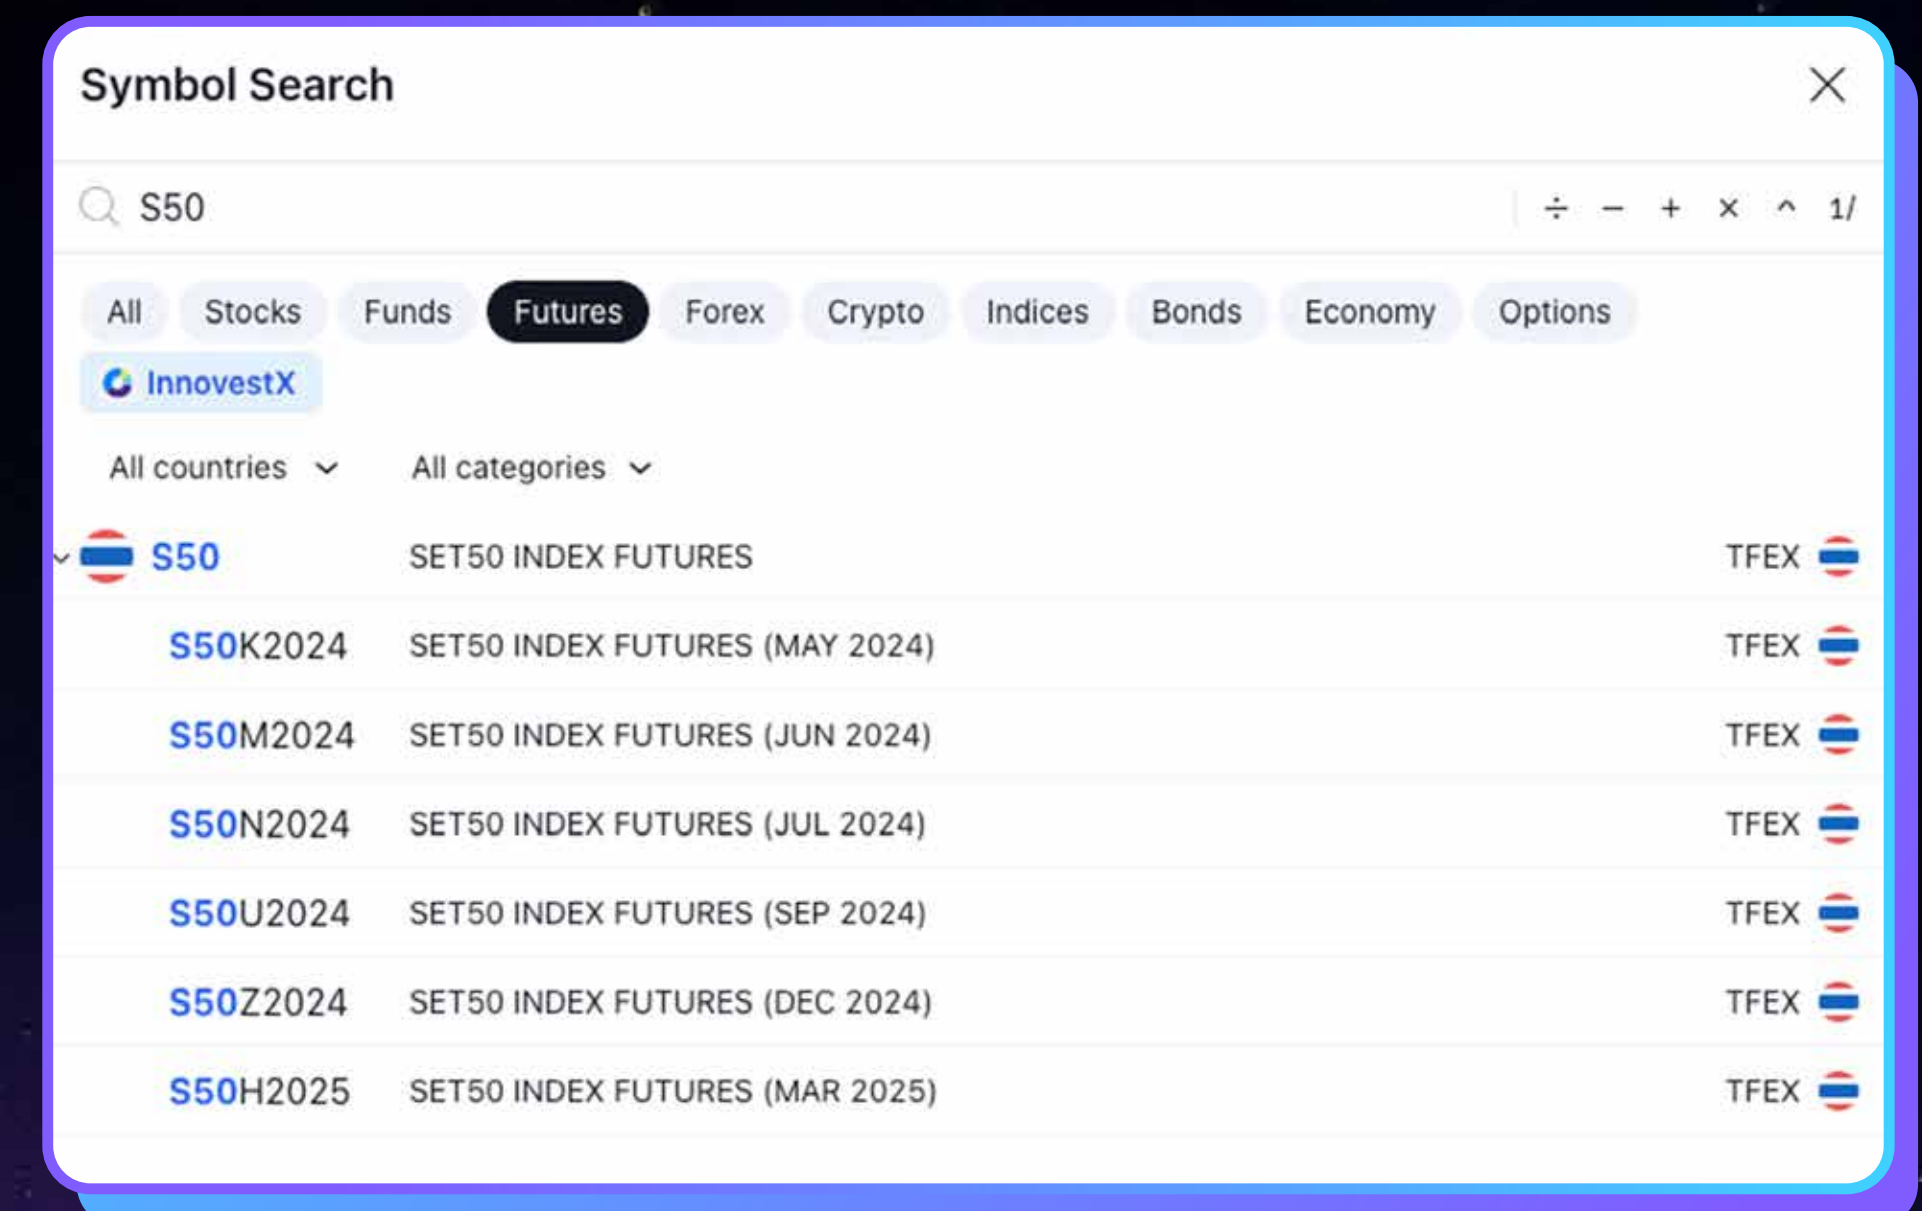 Symbol Search
S50 ÷ − + × ^ 1/
All Stocks Funds Futures Forex Crypto Indices Bonds Economy Options
InnovestX
All countries All categories
S50 SET50 INDEX FUTURES TFEX
S50K2024 SET50 INDEX FUTURES (MAY 2024) TFEX
S50M2024 SET50 INDEX FUTURES (JUN 2024) TFEX
S50N2024 SET50 INDEX FUTURES (JUL 2024) TFEX
S50U2024 SET50 INDEX FUTURES (SEP 2024) TFEX
S50Z2024 SET50 INDEX FUTURES (DEC 2024) TFEX
S50H2025 SET50 INDEX FUTURES (MAR 2025) TFEX